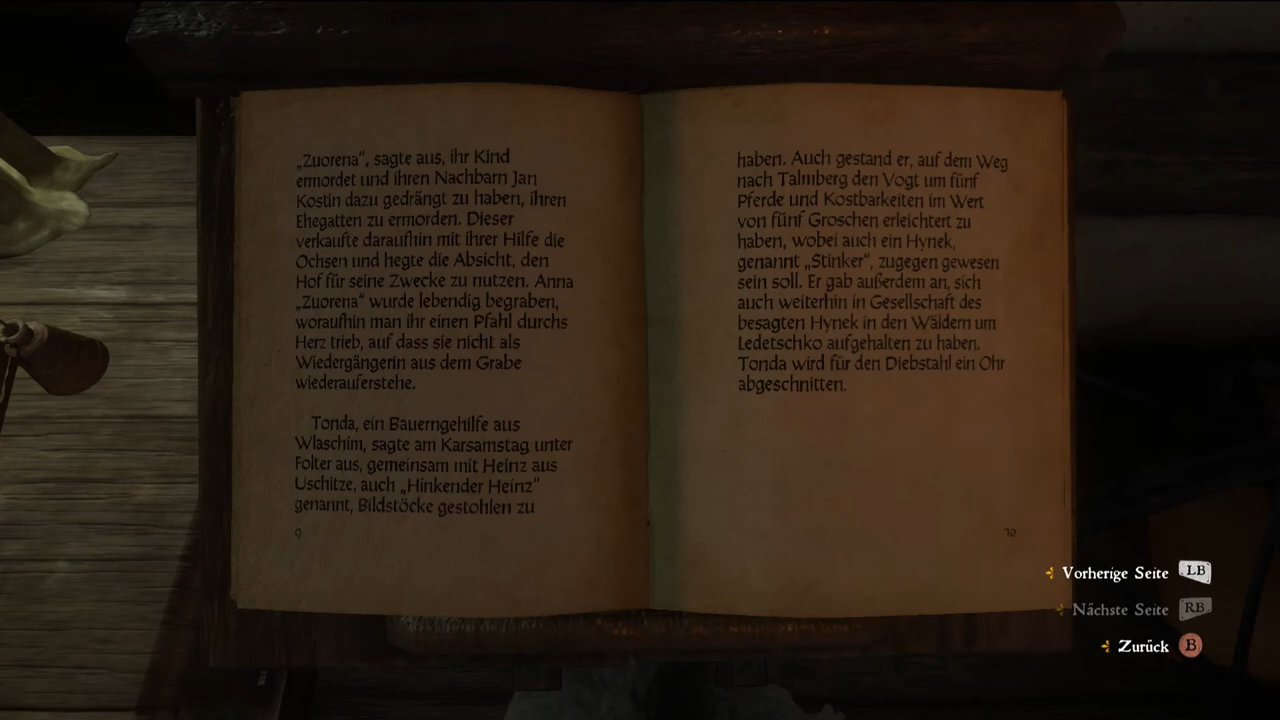 „Zuorena“, sagte aus, ihr Kind
ermordet und ihren Nachbarn Jan
Kostin dazu gedrängt zu haben, ihren
Ehegatten zu ermorden. Dieser
verkaufte daraufhin mit ihrer Hilfe die
Ochsen und hegte die Absicht, den
Hof für seine Zwecke zu nutzen. Anna
„Zuorena“ wurde lebendig begraben,
woraufhin man ihr einen Pfahl durchs
Herz trieb, auf dass sie nicht als
Wiedergängerin aus dem Grabe
wiederauferstehe.
Tonda, ein Bauerngehilfe aus
Wlaschim, sagte am Karsamstag unter
Folter aus, gemeinsam mit Heinz aus
Uschitze, auch „Hinkender Heinz“
genannt, Bildstöcke gestohlen zu
9
haben. Auch gestand er, auf dem Weg
nach Talmberg den Vogt um fünf
Pferde und Kostbarkeiten im Wert
von fünf Groschen erleichtert zu
haben, wobei auch ein Hynek,
genannt „Stinker“, zugegen gewesen
sein soll. Er gab außerdem an, sich
auch weiterhin in Gesellschaft des
besagten Hynek in den Wäldern um
Ledetschko aufgehalten zu haben.
Tonda wird für den Diebstahl ein Ohr
abgeschnitten.
10
Vorherige Seite LB
Nächste Seite RB
Zurück B